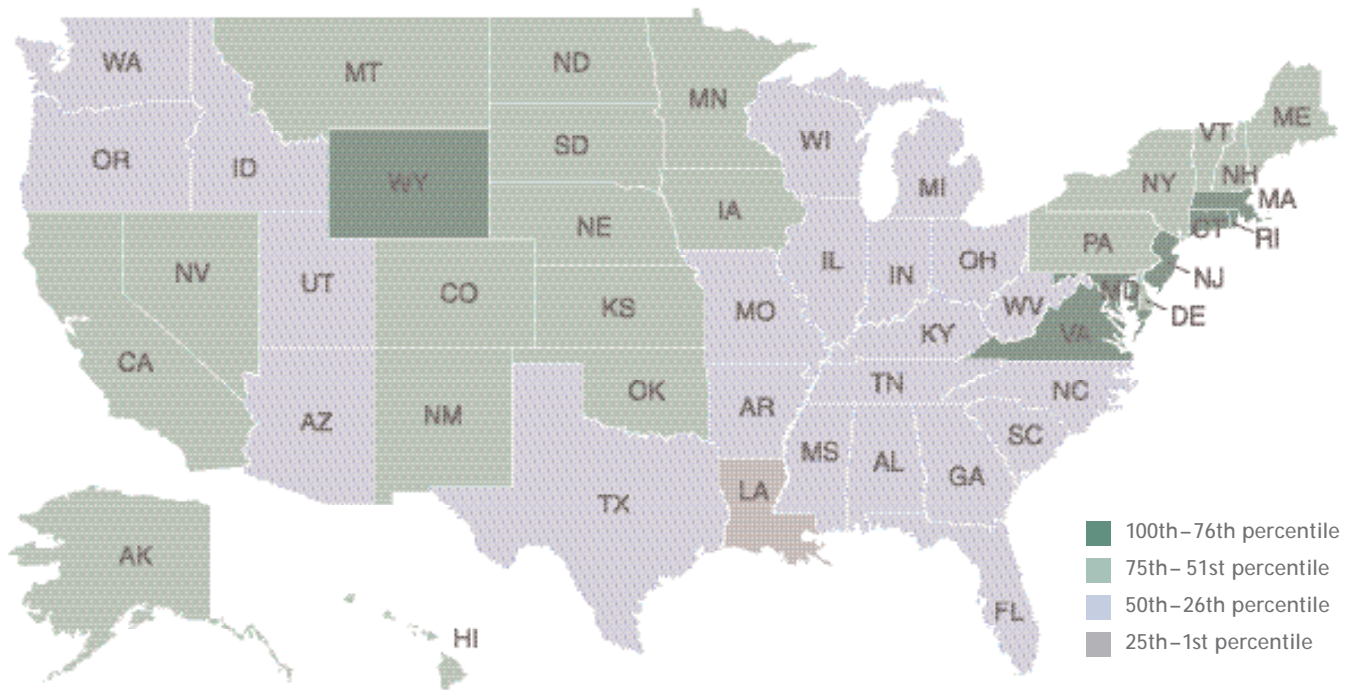 WA
MT
ND
MN
ME
VT
OR
ID
SD
WI
NH
WY
NY
MI
MA
IA
CT
RI
NE
PA
NV
IL
IN
OH
NJ
UT
CO
MD
KS
WV
DE
MO
KY
VA
CA
TN
OK
NC
AR
NM
AZ
SC
MS
AL
GA
LA
TX
100th–76th percentile
AK
75th–51st percentile
50th–26th percentile
FL
HI
25th–1st percentile